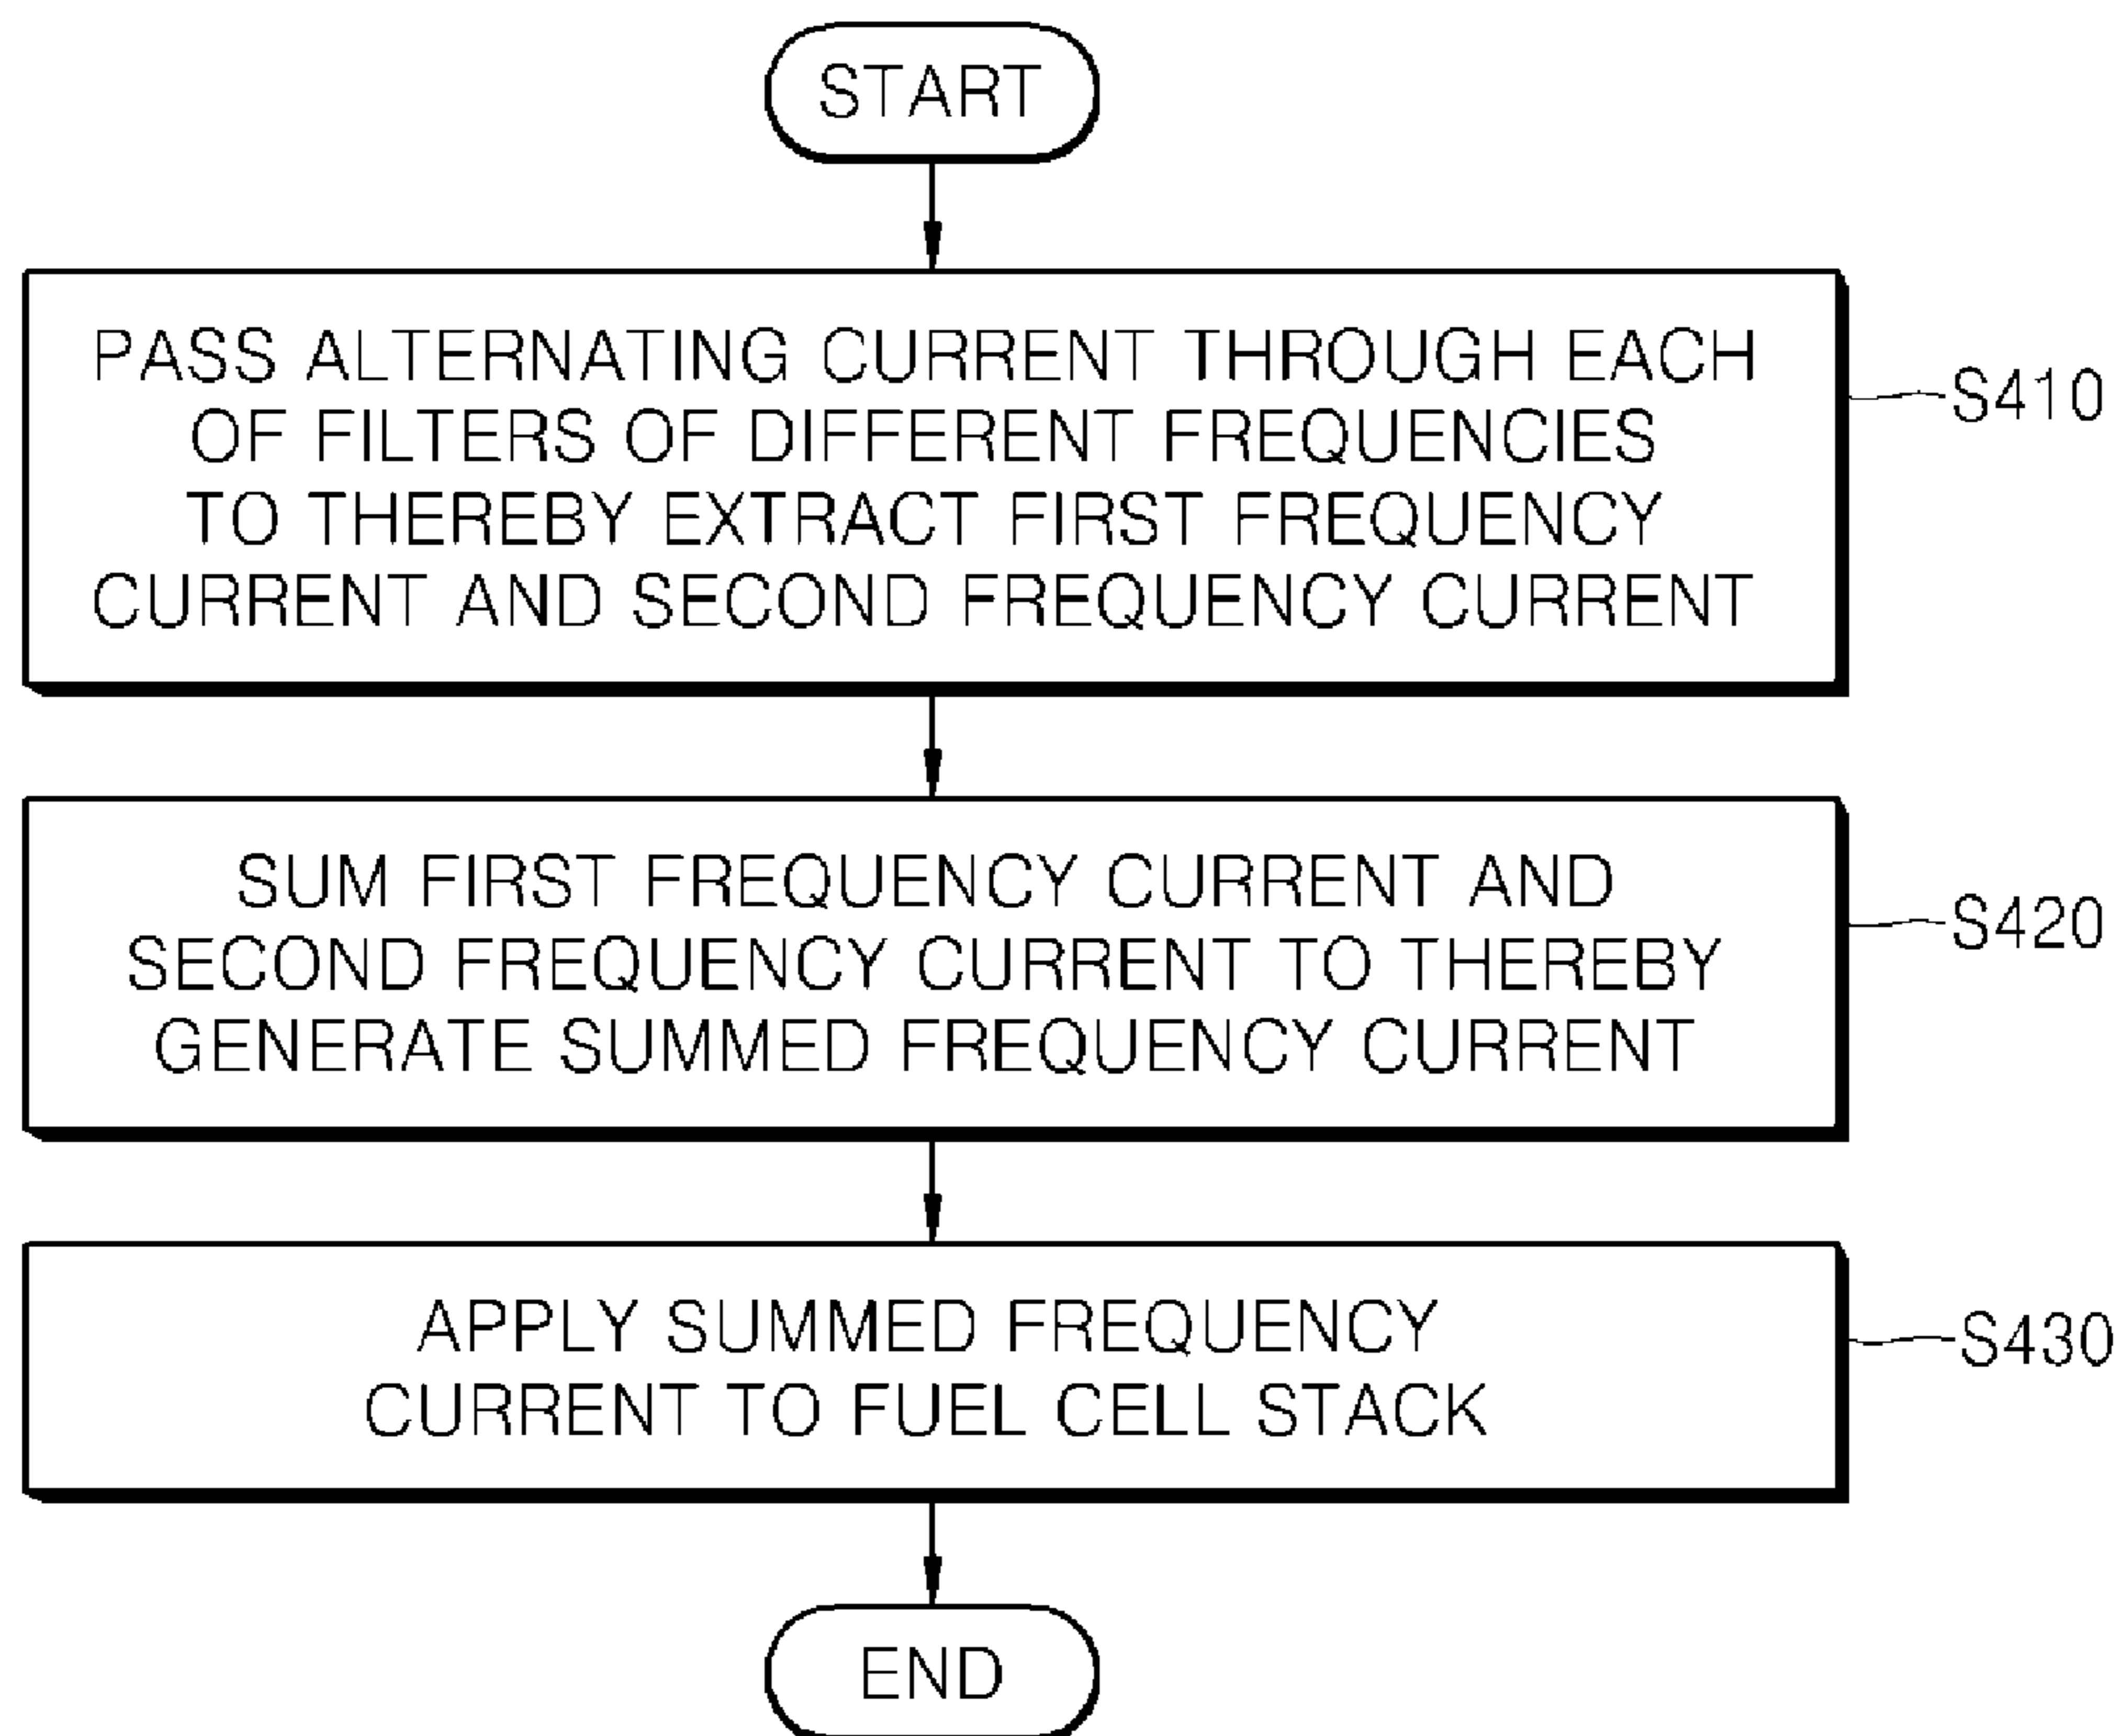 START
PASS ALTERNATING CURRENT THROUGH EACH
OF FILTERS OF DIFFERENT FREQUENCIES
TO THEREBY EXTRACT FIRST FREQUENCY
CURRENT AND SECOND FREQUENCY CURRENT
S410
SUM FIRST FREQUENCY CURRENT AND
SECOND FREQUENCY CURRENT TO THEREBY
GENERATE SUMMED FREQUENCY CURRENT
S420
APPLY SUMMED FREQUENCY
CURRENT TO FUEL CELL STACK
S430
END